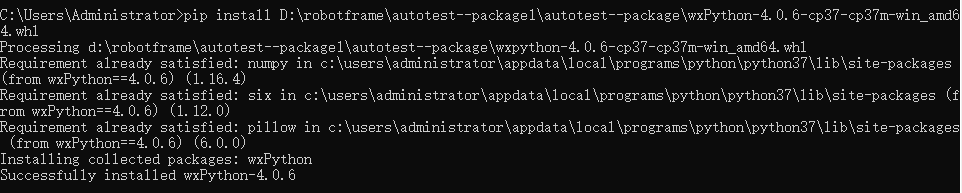 C:\Users\Administrator>pip install D:\robotframe\autotest--package1\autotest--package\wxPython-4.0.6-cp37-cp37m-win_amd6
4.whl
Processing d:\robotframe\autotest--package1\autotest--package\wxpython-4.0.6-cp37-cp37m-win_amd64.whl
Requirement already satisfied: numpy in c:\users\administrator\appdata\local\programs\python\python37\lib\site-packages
(from wxPython==4.0.6) (1.16.4)
Requirement already satisfied: six in c:\users\administrator\appdata\local\programs\python\python37\lib\site-packages (f
rom wxPython==4.0.6) (1.12.0)
Requirement already satisfied: pillow in c:\users\administrator\appdata\local\programs\python\python37\lib\site-packages
 (from wxPython==4.0.6) (6.0.0)
Installing collected packages: wxPython
Successfully installed wxPython-4.0.6